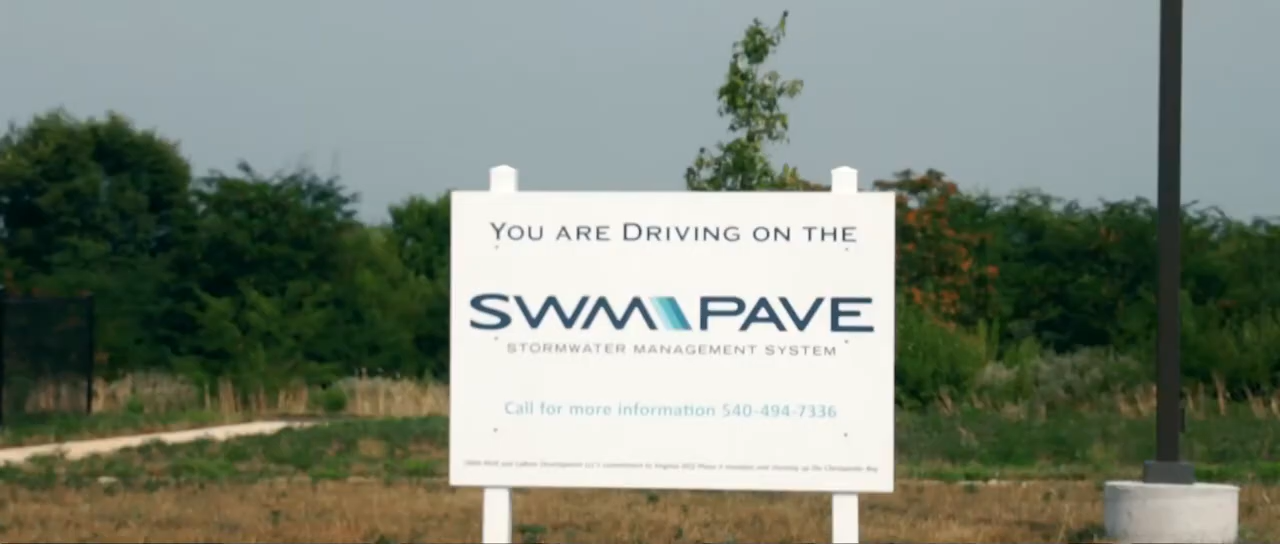 YOU ARE DRIVING ON THE
SWMPAVE
STORMWATER MANAGEMENT SYSTEM
Call for more information 540-494-7336